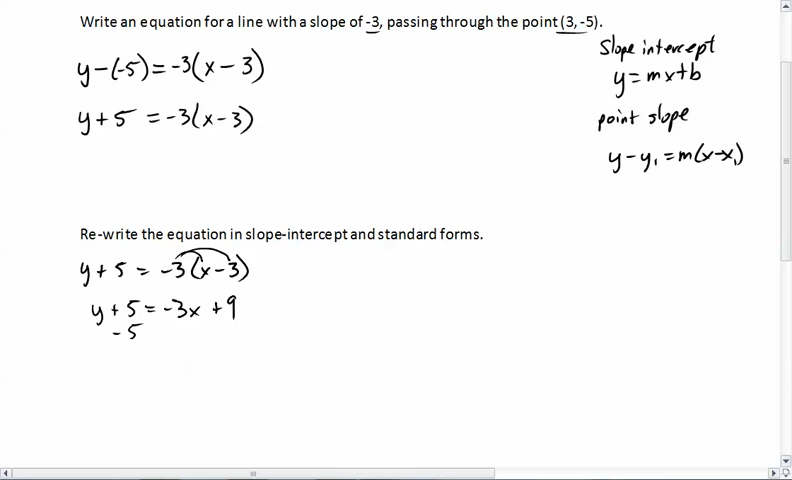 Write an equation for a line with a slope of -3, passing through the point (3, -5).
Slope intercept
y = mx+b
y-(-5) = -3(x - 3)
y + 5 = -3(x - 3)
point slope
y - y₁ = m(x-x₁)
Re-write the equation in slope-intercept and standard forms.
y + 5 = -3(x - 3)
y + 5 = -3x + 9
-5